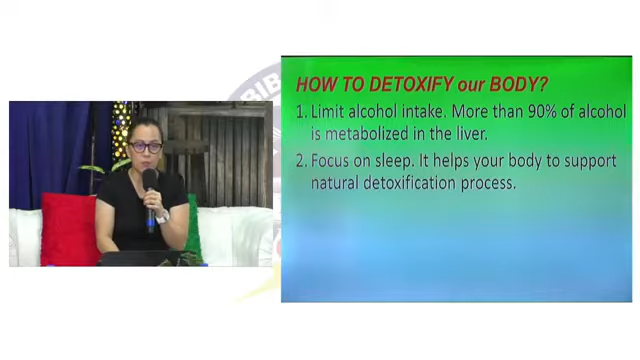 HOW TO DETOXIFY our BODY?
1. Limit alcohol intake. More than 90% of alcohol
is metabolized in the liver.
2. Focus on sleep. It helps your body to support
natural detoxification process.